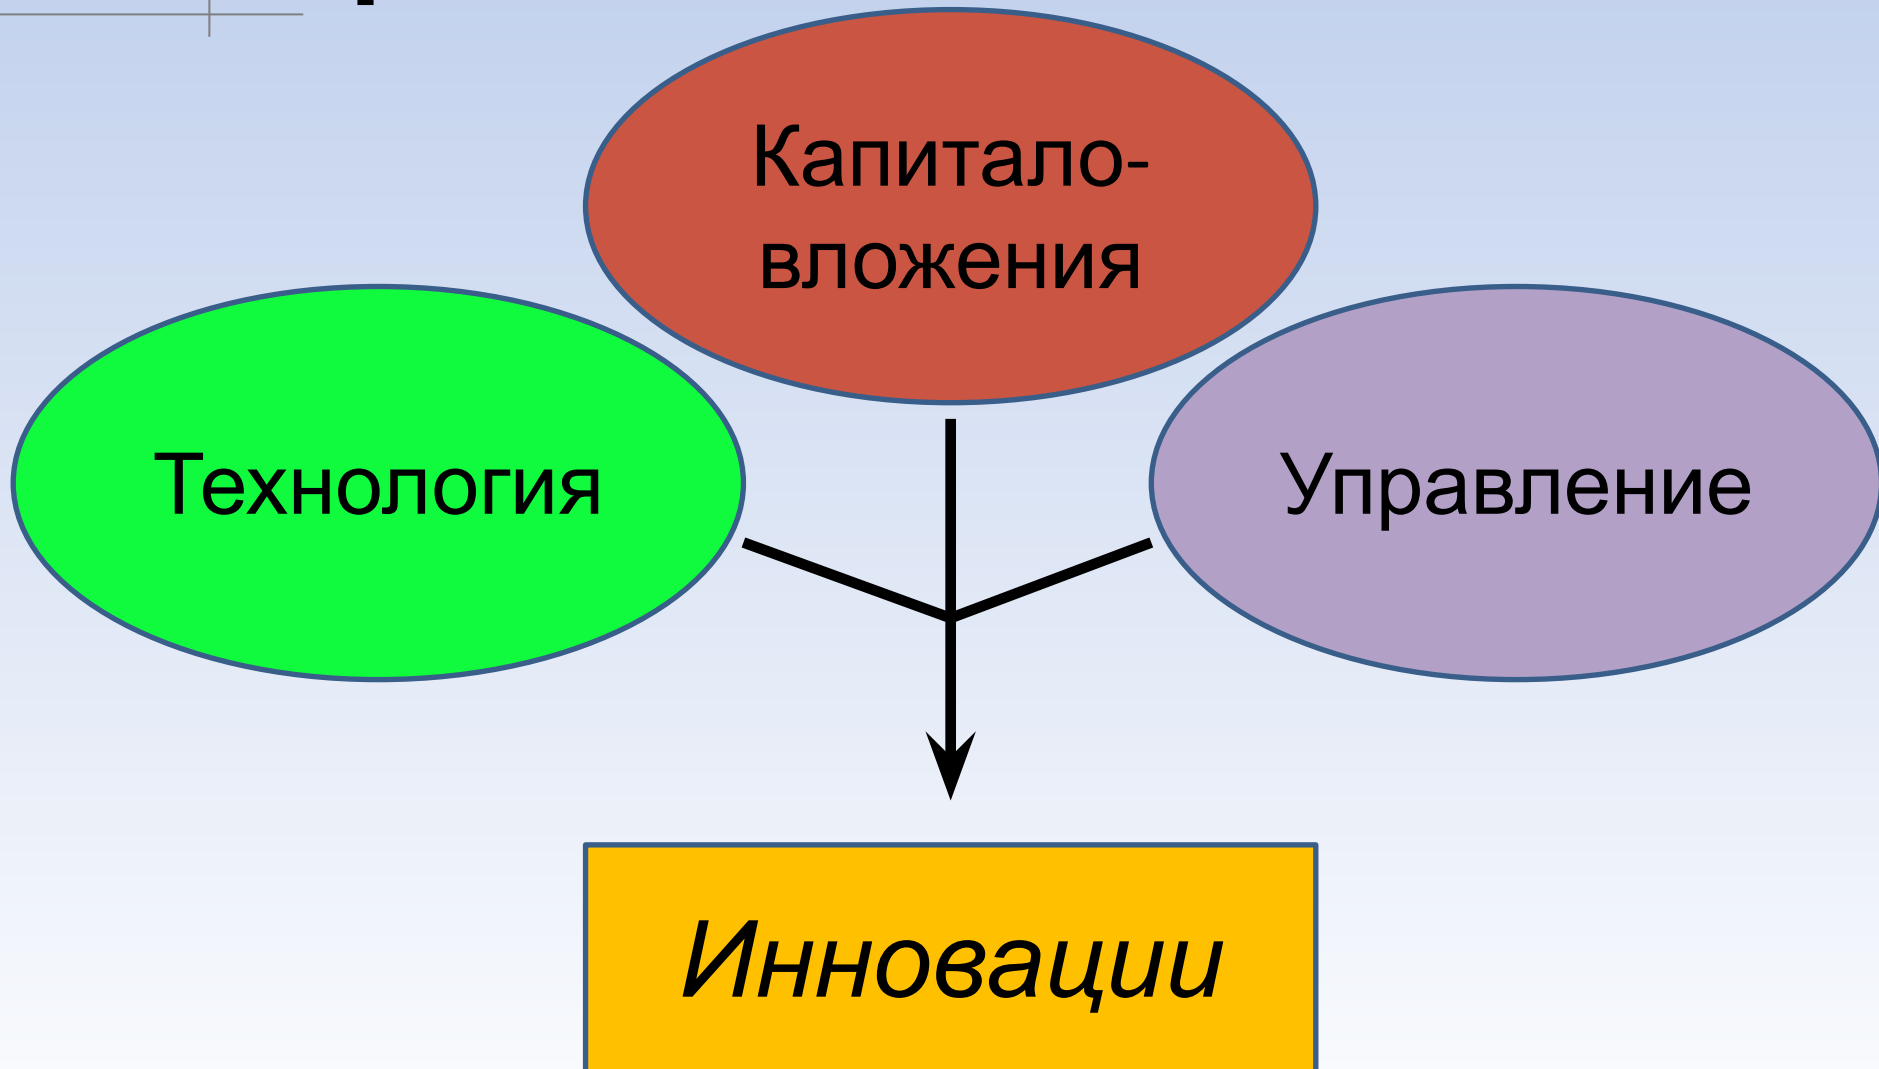 Капитало-
вложения
Технология
Управление
Инновации